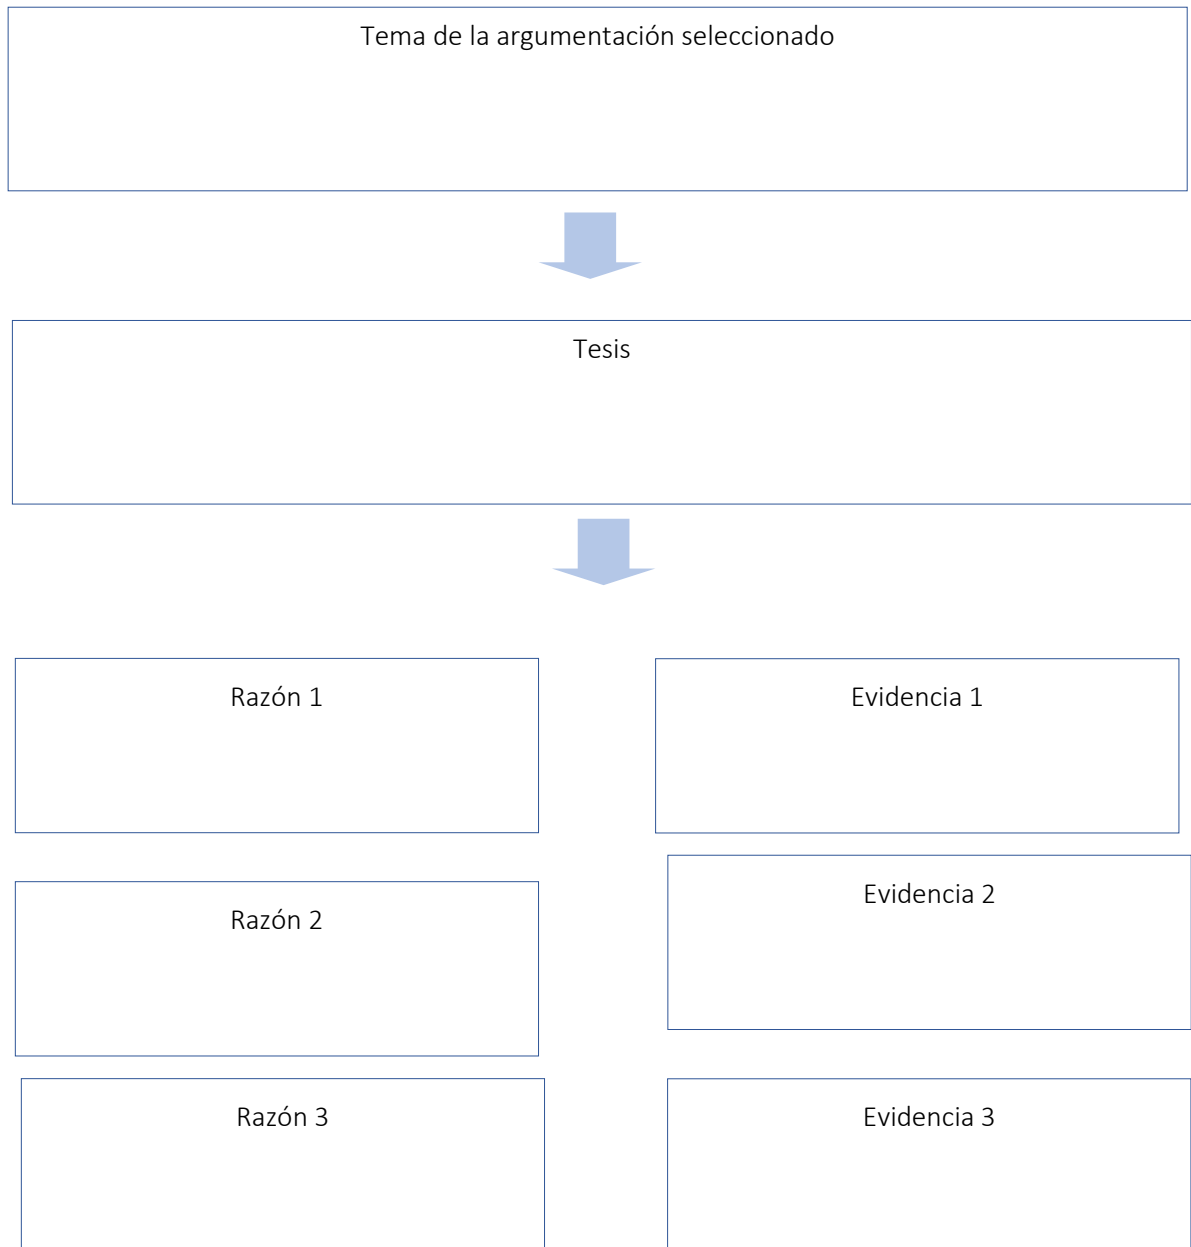 Tema de la argumentación seleccionado
Tesis
Razón 1
Evidencia 1
Razón 2
Evidencia 2
Razón 3
Evidencia 3